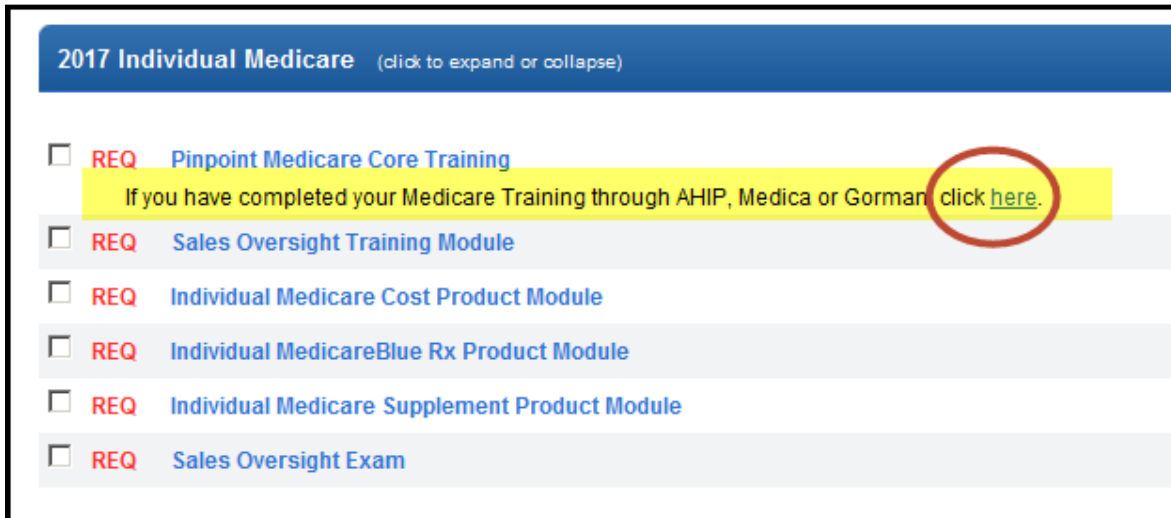 2017 Individual Medicare (click to expand or collapse)
REQ Pinpoint Medicare Core Training
If you have completed your Medicare Training through AHIP, Medica or Gorman, click here.
REQ Sales Oversight Training Module
REQ Individual Medicare Cost Product Module
REQ Individual MedicareBlue Rx Product Module
REQ Individual Medicare Supplement Product Module
REQ Sales Oversight Exam